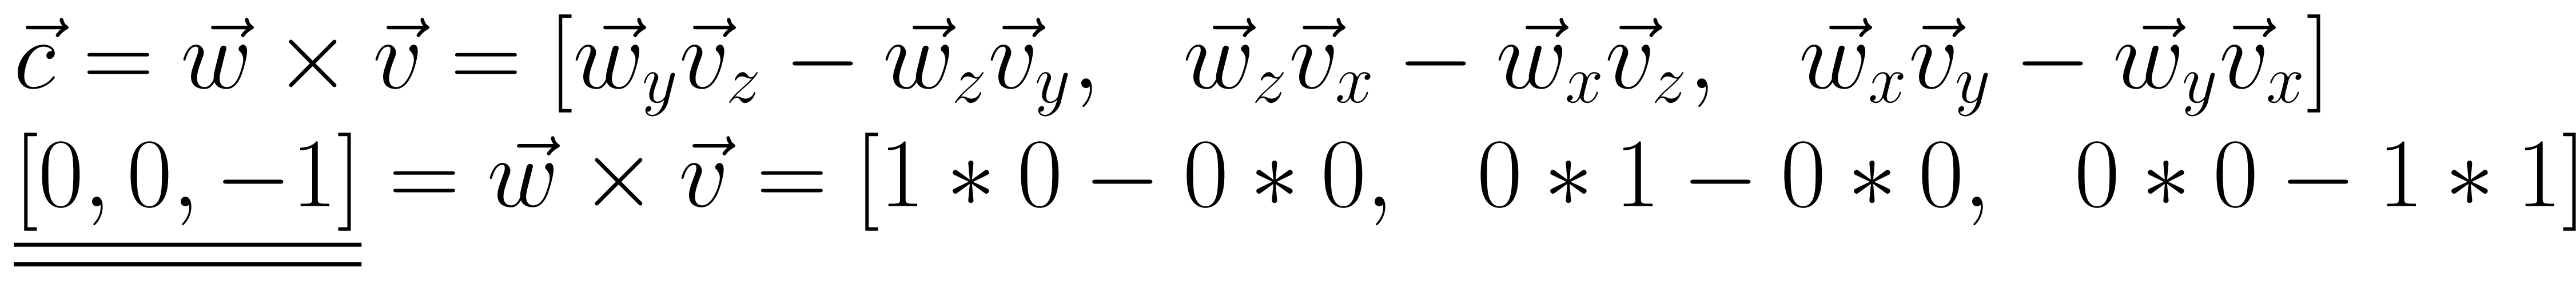 $\vec{c} = \vec{w} \times \vec{v} = [\vec{w}_y\vec{v}_z - \vec{w}_z\vec{v}_y, \quad \vec{w}_z\vec{v}_x - \vec{w}_x\vec{v}_z, \quad \vec{w}_x\vec{v}_y - \vec{w}_y\vec{v}_x]$
$\underline{\underline{[0, 0, -1]}} = \vec{w} \times \vec{v} = [1 * 0 - 0 * 0, \quad 0 * 1 - 0 * 0, \quad 0 * 0 - 1 * 1]$